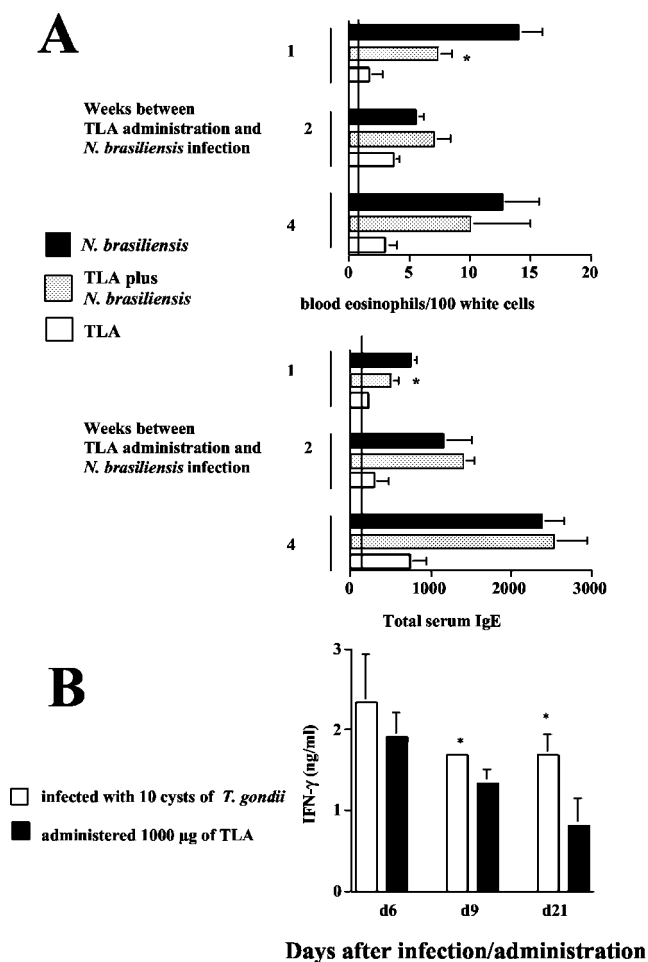 A
1
*
Weeks between
TLA administration and
N. brasiliensis infection
2
4
N. brasiliensis
TLA plus
N. brasiliensis
TLA
0 5 10 15 20
blood eosinophils/100 white cells
1
*
Weeks between
TLA administration and
N. brasiliensis infection
2
4
0 1000 2000 3000
Total serum IgE
B
3
2
1
0
IFN-γ (ng/ml)
* *
infected with 10 cysts of T. gondii
administered 1000 µg of TLA
d6 d9 d21
Days after infection/administration